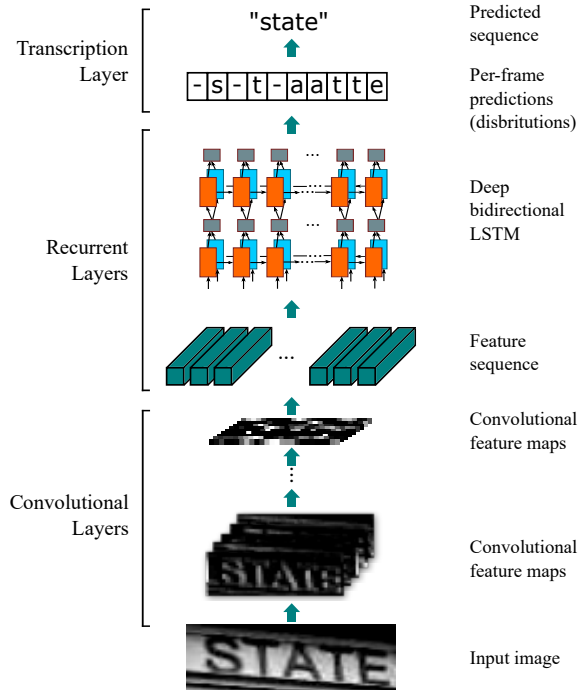 "state"
Predicted
sequence
Transcription
Layer
-s-t-aatte
Per-frame
predictions
(disbritutions)
...
Deep
bidirectional
LSTM
Recurrent
Layers
...
Feature
sequence
Convolutional
feature maps
Convolutional
Layers
STATE
Convolutional
feature maps
STATE
Input image